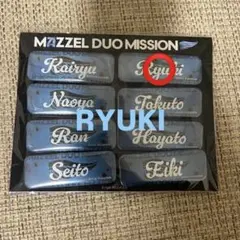 MAZZEL DUO MISSION
Kairyu Ryuki
Naoya Takuto
RYUKI
Ran Hayato
Seito Eiki